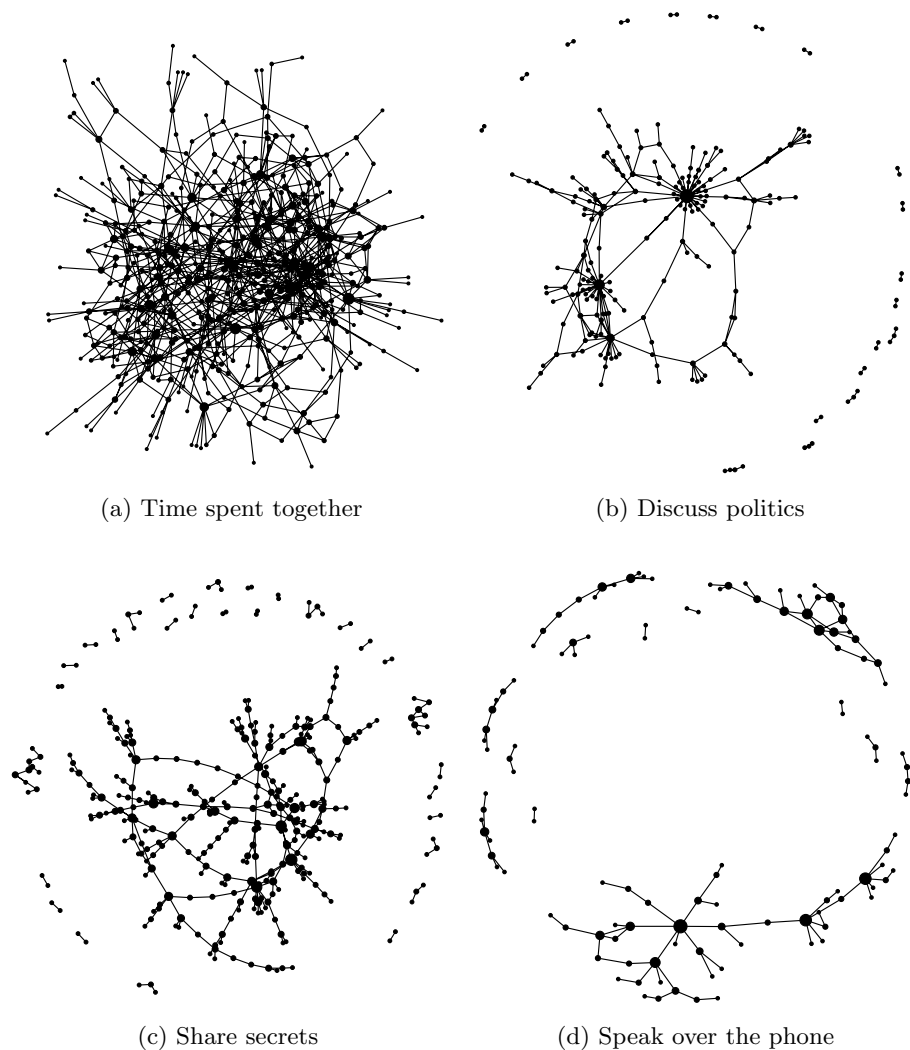 (a) Time spent together
(b) Discuss politics
(c) Share secrets
(d) Speak over the phone